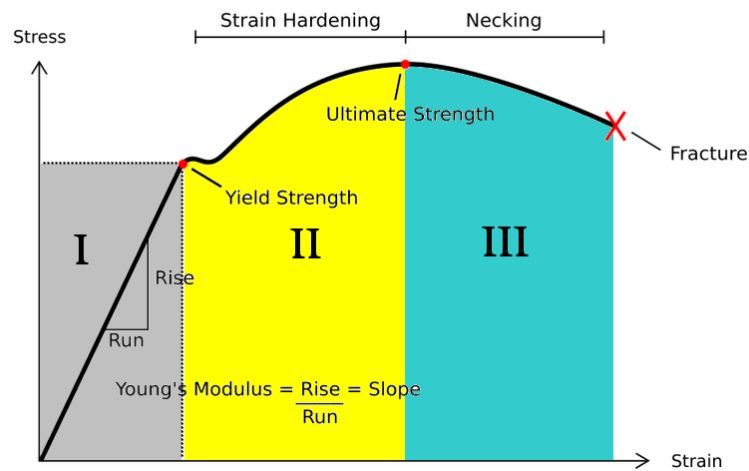 Strain Hardening
Necking
Stress
Ultimate Strength
Fracture
Yield Strength
I
II
III
Rise
Run
Young's Modulus = Rise = Slope
Run
Strain